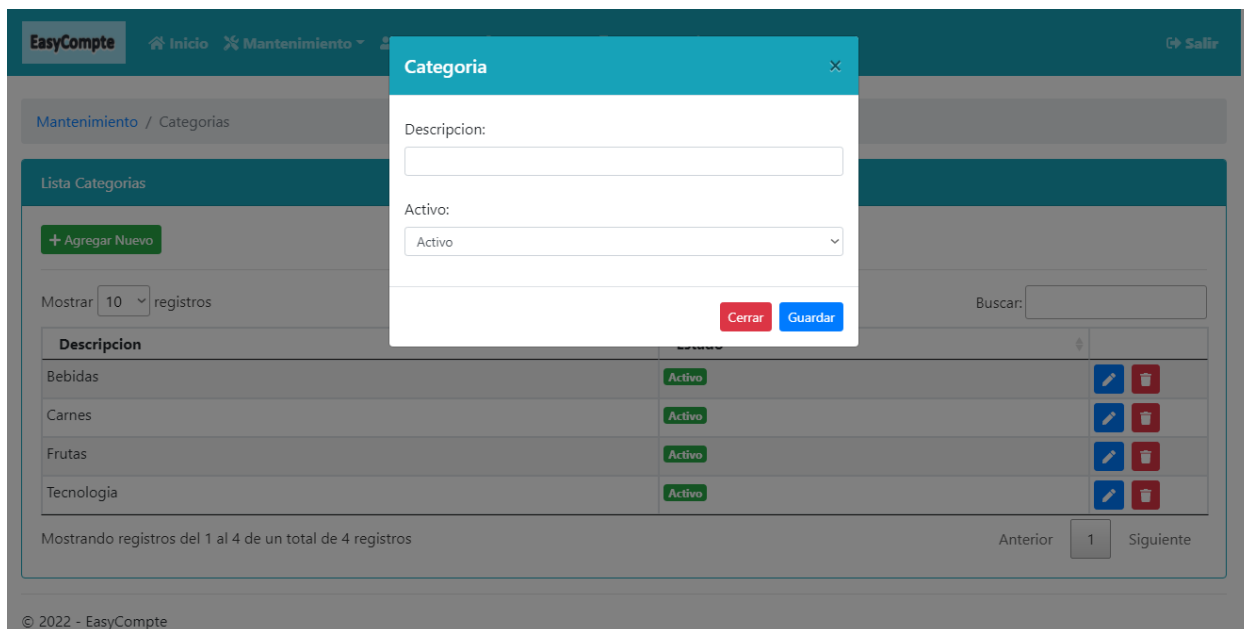 EasyCompte Inicio Mantenimiento Salir
Categoria ×
Mantenimiento / Categorias
Descripcion:
Lista Categorias
Activo:
Activo
+ Agregar Nuevo
Mostrar 10 registros Buscar:
Cerrar Guardar
Descripcion Estado
Bebidas Activo
Carnes Activo
Frutas Activo
Tecnologia Activo
Mostrando registros del 1 al 4 de un total de 4 registros Anterior 1 Siguiente
© 2022 - EasyCompte